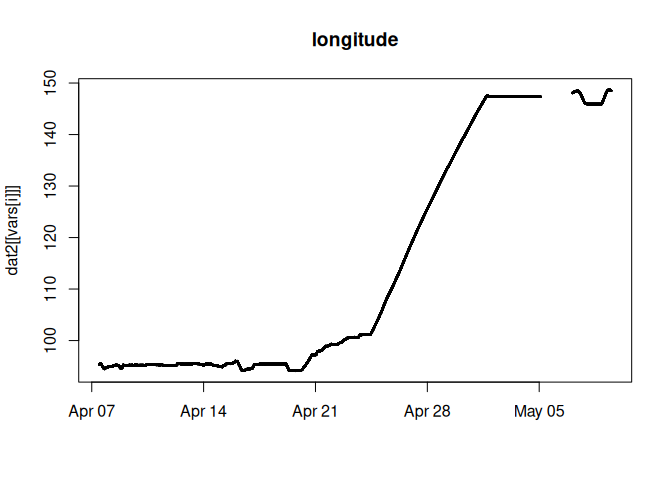 longitude
dat2[[vars[i]]]
150
140
130
120
110
100
Apr 07
Apr 14
Apr 21
Apr 28
May 05